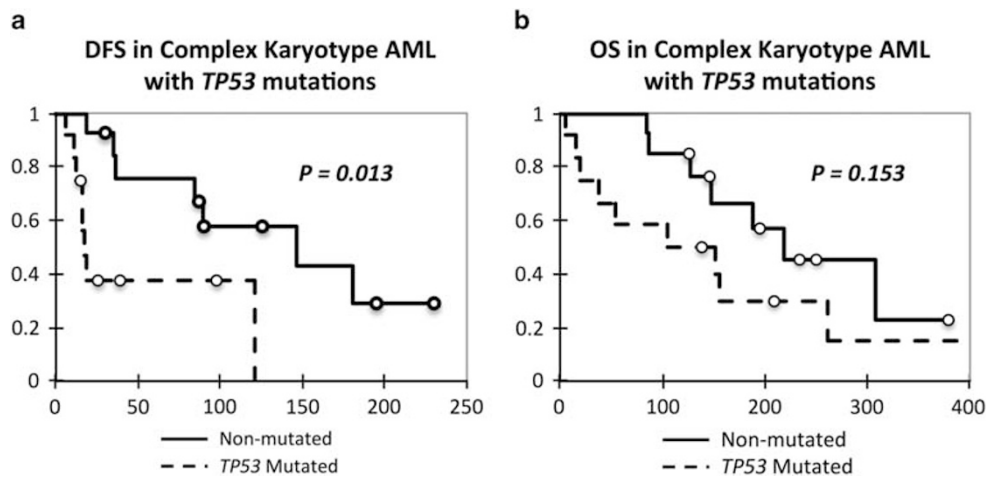 a
DFS in Complex Karyotype AML
with TP53 mutations
1
0.8
0.6
0.4
0.2
0
P = 0.013
0
50
100
150
200
250
Non-mutated
TP53 Mutated
b
OS in Complex Karyotype AML
with TP53 mutations
1
0.8
0.6
0.4
0.2
0
P = 0.153
0
100
200
300
400
Non-mutated
TP53 Mutated